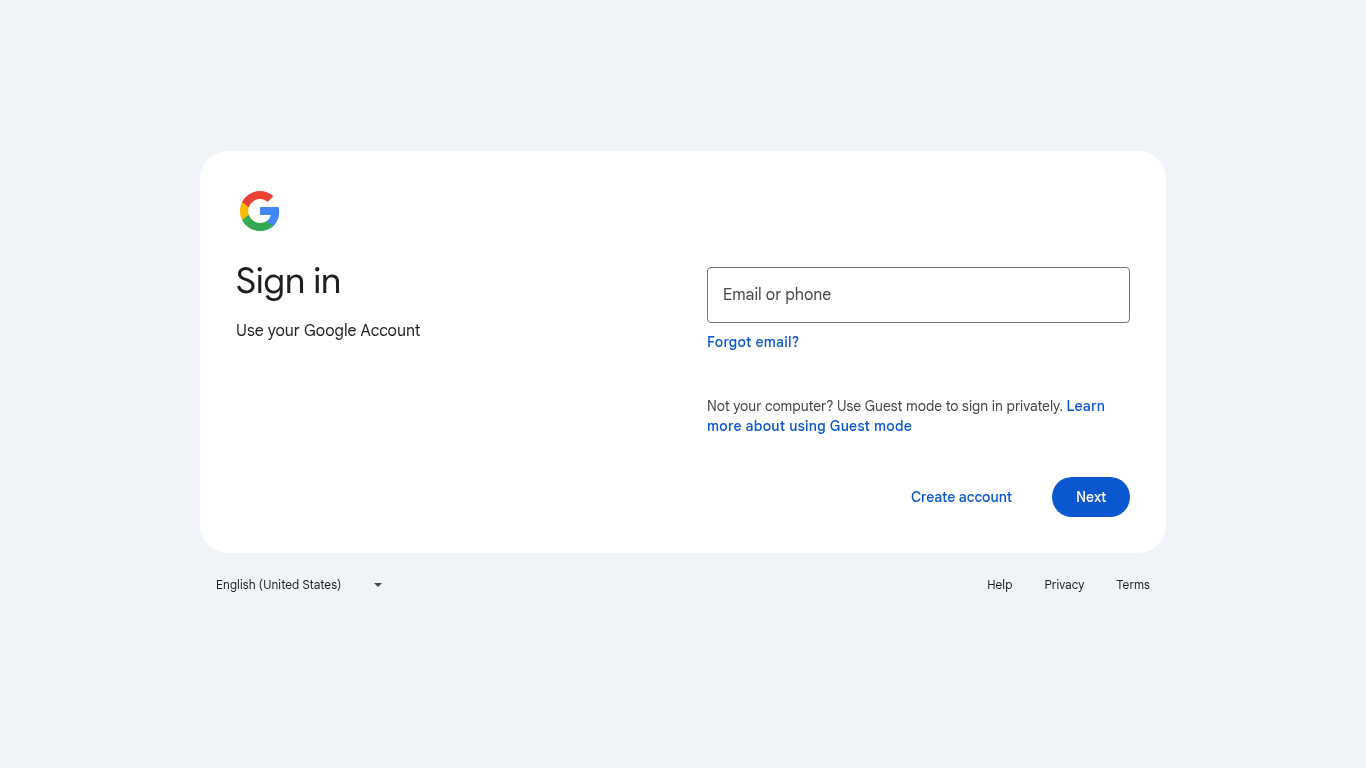 Sign in
Use your Google Account
Email or phone
Forgot email?
Not your computer? Use Guest mode to sign in privately. Learn
more about using Guest mode
Create account
Next
English (United States)
Help
Privacy
Terms